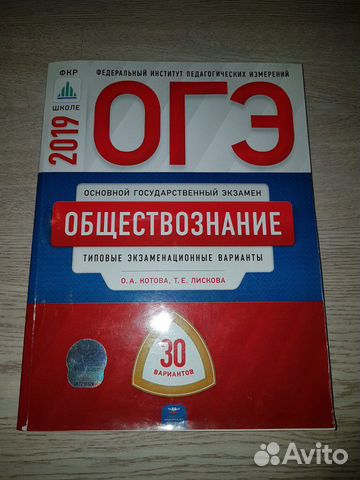 ФКР
ШКОЛЕ
2019
ФЕДЕРАЛЬНЫЙ ИНСТИТУТ ПЕДАГОГИЧЕСКИХ ИЗМЕРЕНИЙ
ОГЭ
ОСНОВНОЙ ГОСУДАРСТВЕННЫЙ ЭКЗАМЕН
ОБЩЕСТВОЗНАНИЕ
ТИПОВЫЕ ЭКЗАМЕНАЦИОННЫЕ ВАРИАНТЫ
О. А. КОТОВА, Т. Е. ЛИСКОВА
30
ВАРИАНТОВ
Avito